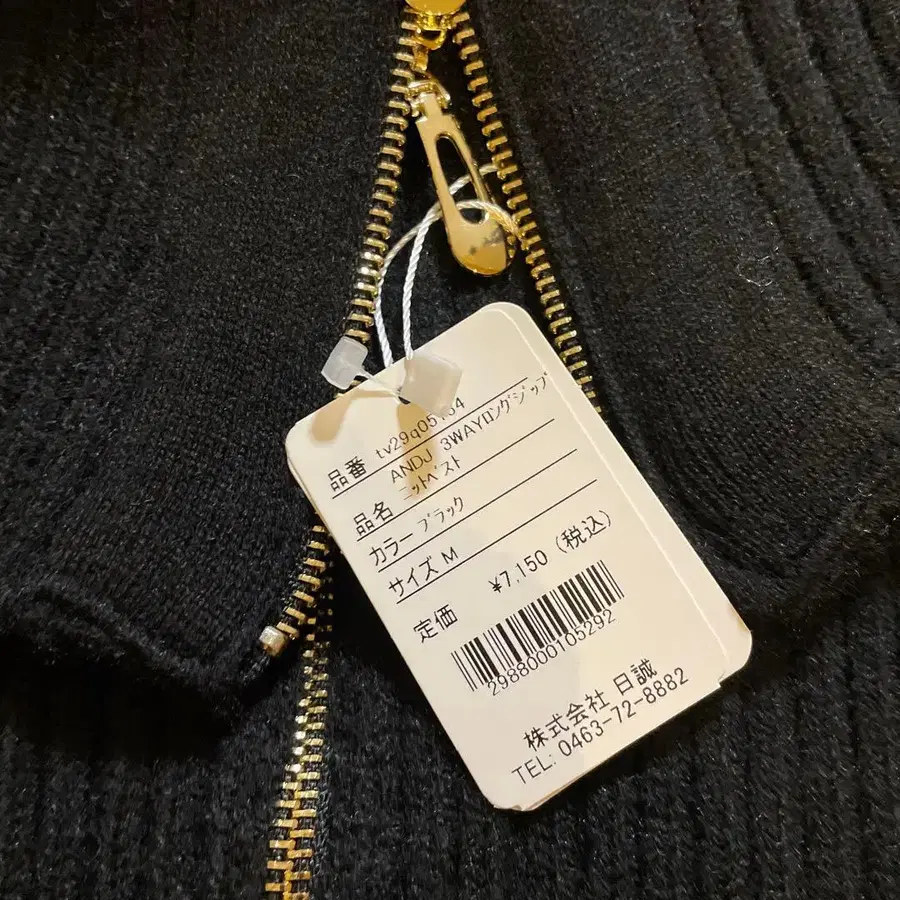 品番 tv29q05134
品名 ANDJ 3WAYロングジップ
ニットベスト
カラー ブラック
サイズ M
定価 ¥7,150 (税込)
2988000105292
株式会社 日誠
TEL: 0463-72-8882